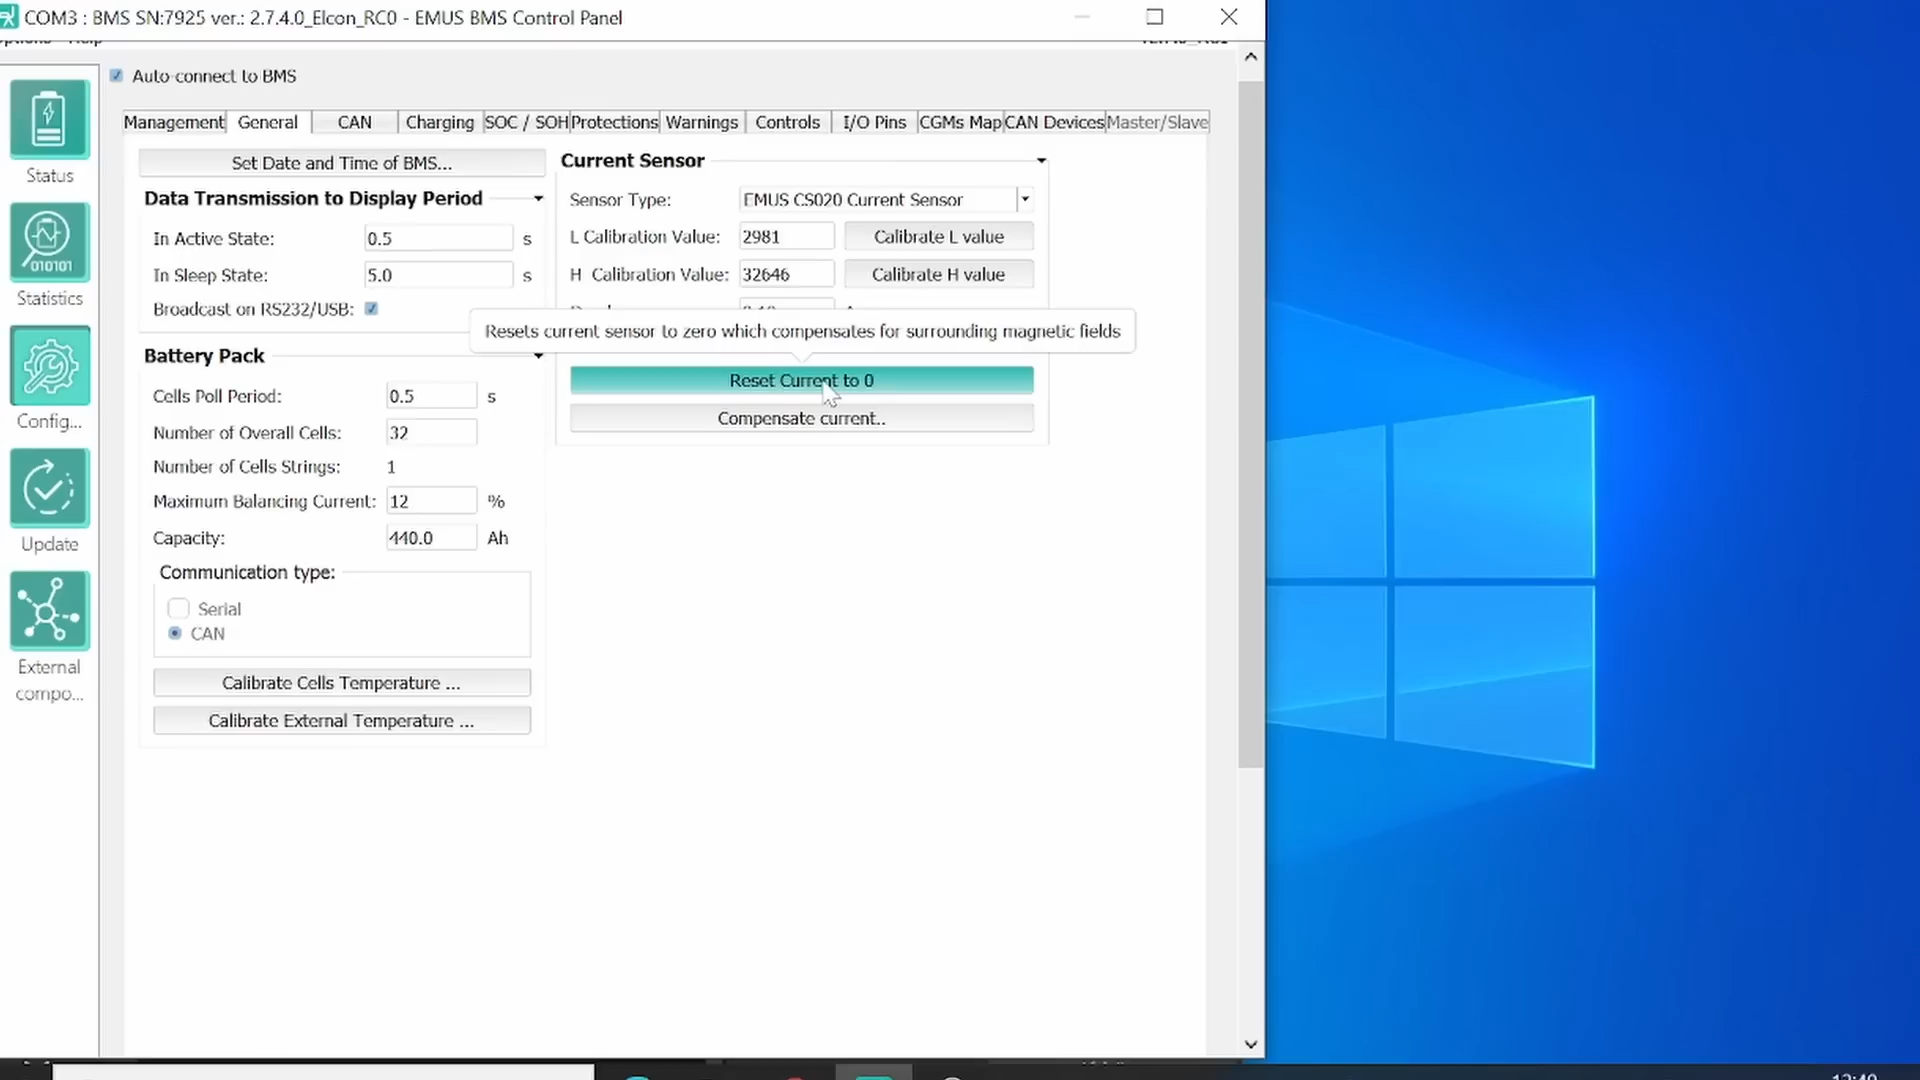 COM3 : BMS SN:7925 ver.: 2.7.4.0_Elcon_RC0 - EMUS BMS Control Panel
Options Help
Auto-connect to BMS
Management General CAN Charging SOC / SOH Protections Warnings Controls I/O Pins CGMs Map CAN Devices Master/Slave
Status
Statistics
010101
Config...
Update
External
compo...
Set Date and Time of BMS...
Data Transmission to Display Period
In Active State: 0.5 s
In Sleep State: 5.0 s
Broadcast on RS232/USB:
Battery Pack
Cells Poll Period: 0.5 s
Number of Overall Cells: 32
Number of Cells Strings: 1
Maximum Balancing Current: 12 %
Capacity: 440.0 Ah
Communication type:
Serial
CAN
Calibrate Cells Temperature ...
Calibrate External Temperature ...
Current Sensor
Sensor Type: EMUS CS020 Current Sensor
L Calibration Value: 2981 Calibrate L value
H Calibration Value: 32646 Calibrate H value
Resets current sensor to zero which compensates for surrounding magnetic fields
Reset Current to 0
Compensate current..